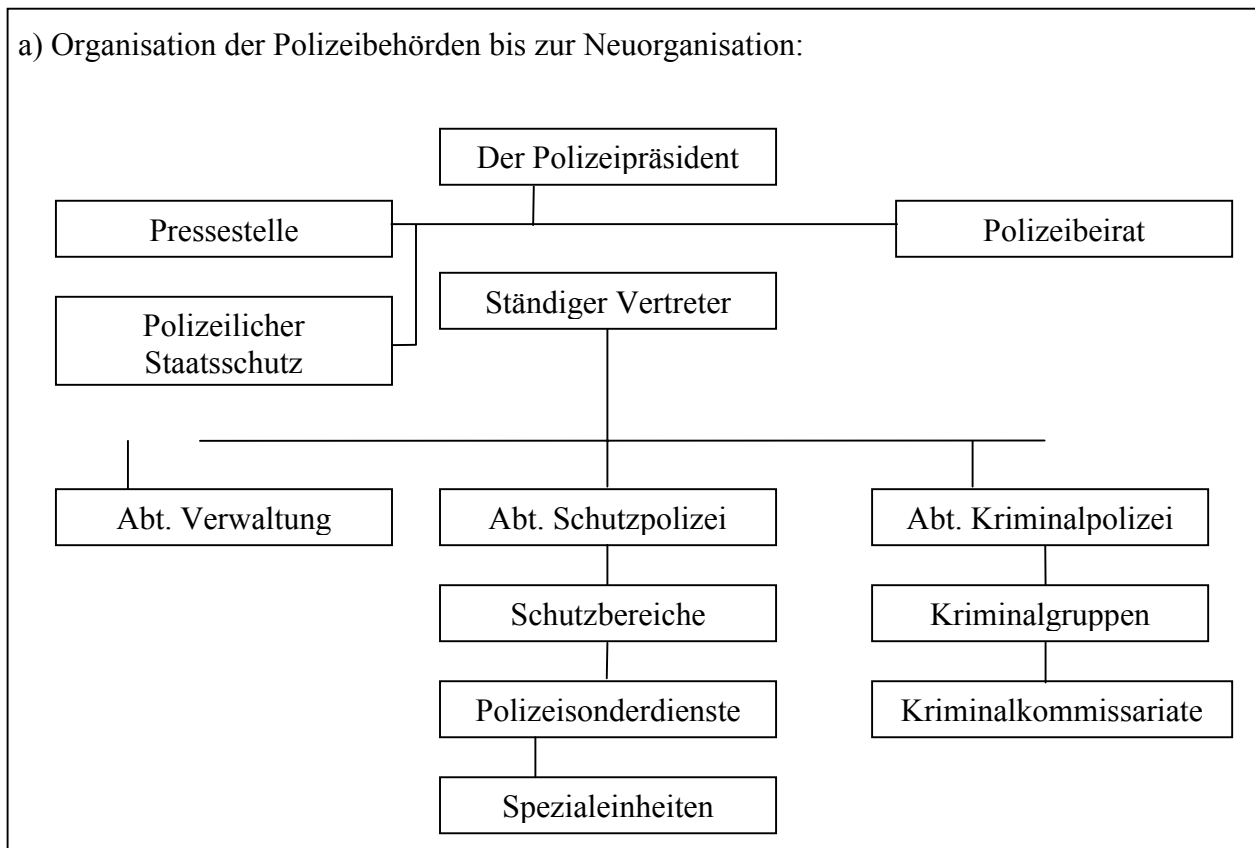 a) Organisation der Polizeibehörden bis zur Neuorganisation:
Der Polizeipräsident
Pressestelle
Polizeibeirat
Ständiger Vertreter
Polizeilicher
Staatsschutz
Abt. Verwaltung
Abt. Schutzpolizei
Abt. Kriminalpolizei
Schutzbereiche
Kriminalgruppen
Polizeisonderdienste
Kriminalkommissariate
Spezialeinheiten